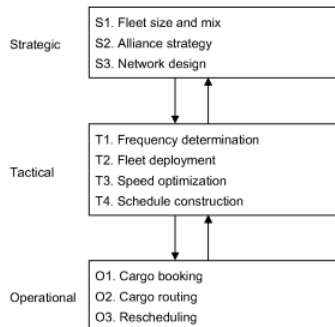 Strategic
S1. Fleet size and mix
S2. Alliance strategy
S3. Network design
Tactical
T1. Frequency determination
T2. Fleet deployment
T3. Speed optimization
T4. Schedule construction
Operational
O1. Cargo booking
O2. Cargo routing
O3. Rescheduling